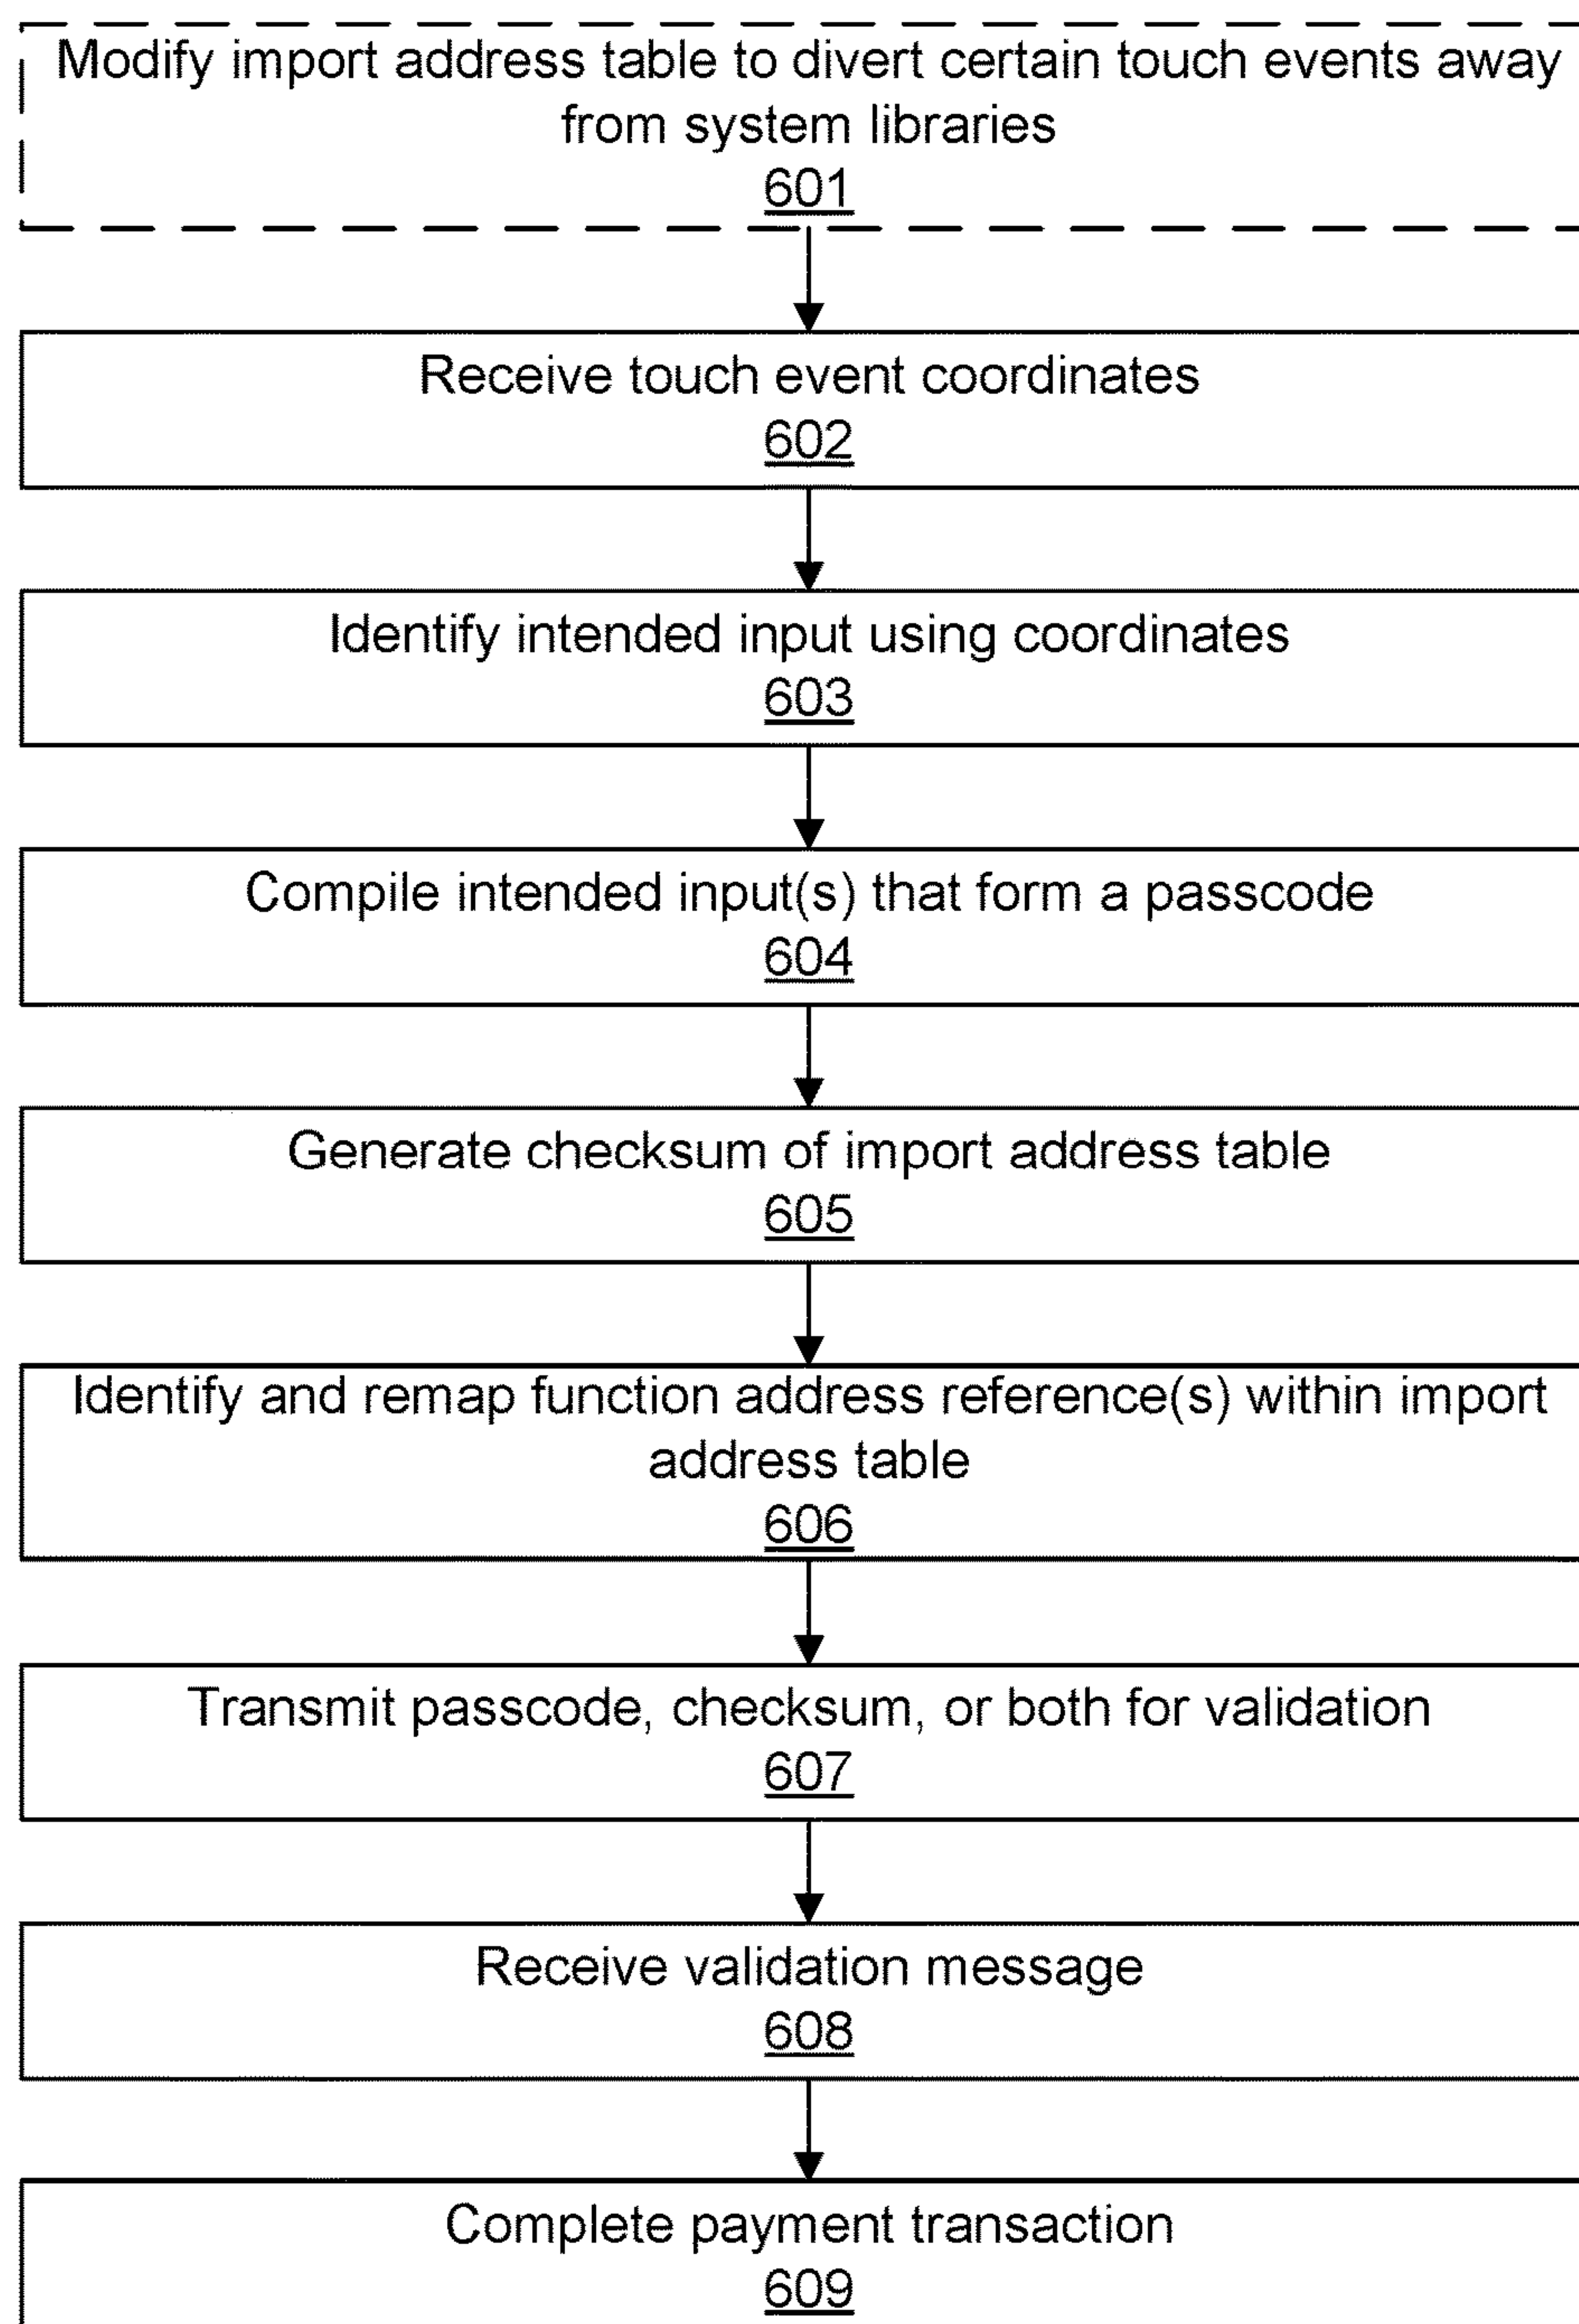 Modify import address table to divert certain touch events away
from system libraries
601
Receive touch event coordinates
602
Identify intended input using coordinates
603
Compile intended input(s) that form a passcode
604
Generate checksum of import address table
605
Identify and remap function address reference(s) within import
address table
606
Transmit passcode, checksum, or both for validation
607
Receive validation message
608
Complete payment transaction
609